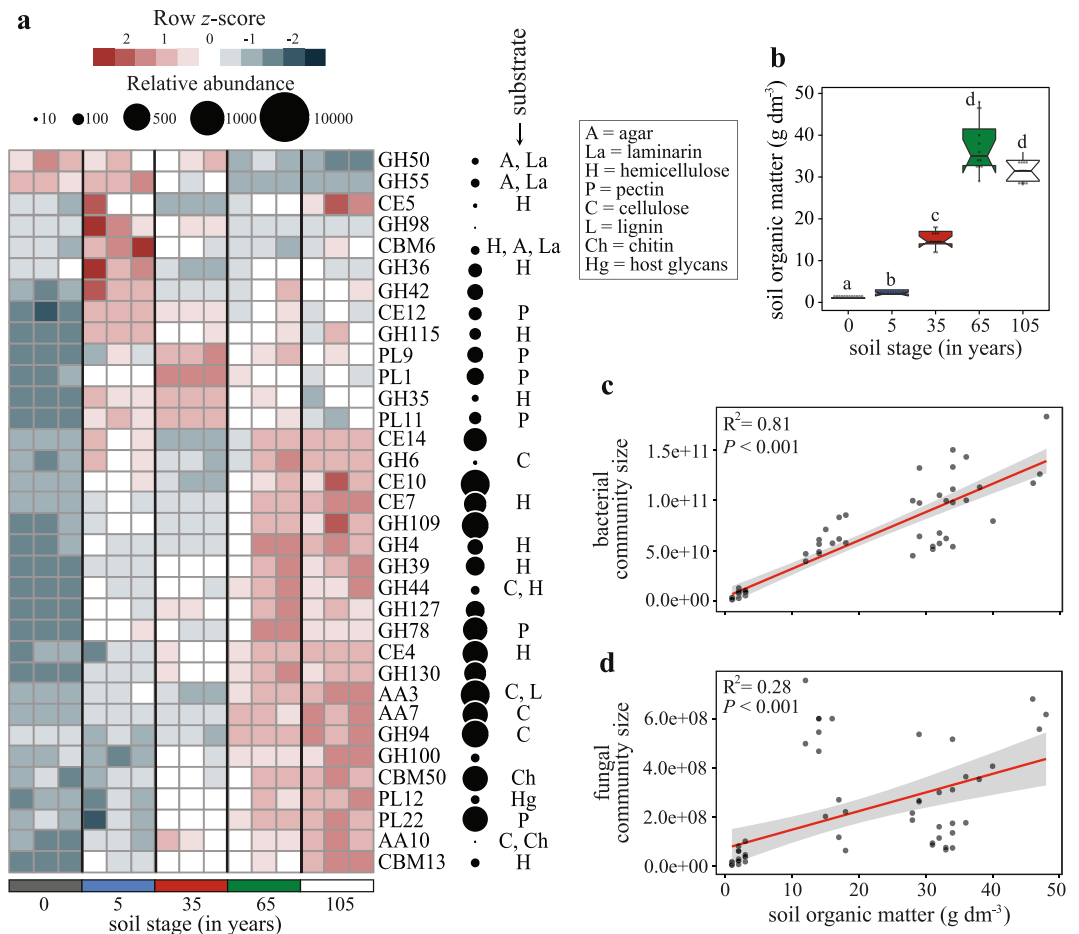 a
Row z-score
2 1 0 -1 -2
Relative abundance
10 100 500 1000 10000
substrate
GH50 A, La
GH55 A, La
CE5 H
GH98
CBM6 H, A, La
GH36 H
GH42
CE12 P
GH115 H
PL9 P
PL1 P
GH35 H
PL11 P
CE14
GH6 C
CE10
CE7 H
GH109
GH4 H
GH39 H
GH44 C, H
GH127
GH78 P
CE4 H
GH130
AA3 C, L
AA7 C
GH94 C
GH100
CBM50 Ch
PL12 Hg
PL22 P
AA10 C, Ch
CBM13 H
0 5 35 65 105
soil stage (in years)
A = agar
La = laminarin
H = hemicellulose
P = pectin
C = cellulose
L = lignin
Ch = chitin
Hg = host glycans
b
soil organic matter (g dm-³)
50
40
30
20
10
0
a b c d d
0 5 35 65 105
soil stage (in years)
c
R² = 0.81
P < 0.001
bacterial
community size
1.5e+11
1.0e+11
5.0e+10
0.0e+00
d
R² = 0.28
P < 0.001
fungal
community size
6.0e+08
4.0e+08
2.0e+08
0.0e+00
0 10 20 30 40 50
soil organic matter (g dm-³)